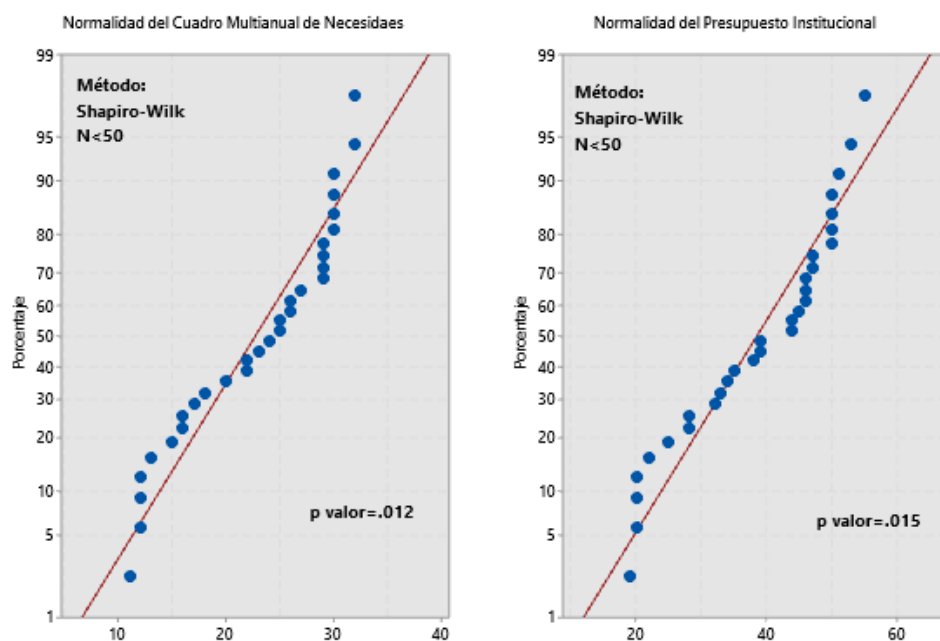 Normalidad del Cuadro Multianual de Necesidaes
Porcentaje
99
95
90
80
70
60
50
40
30
20
10
5
1
Método:
Shapiro-Wilk
N<50
p valor=.012
10 20 30 40
Normalidad del Presupuesto Institucional
Porcentaje
99
95
90
80
70
60
50
40
30
20
10
5
1
Método:
Shapiro-Wilk
N<50
p valor=.015
20 40 60